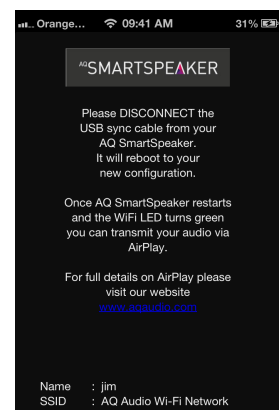 Orange... 09:41 AM 31%
AQ SMARTSPEAKER
Please DISCONNECT the
USB sync cable from your
AQ SmartSpeaker.
It will reboot to your
new configuration.
Once AQ SmartSpeaker restarts
and the WiFi LED turns green
you can transmit your audio via
AirPlay.
For full details on AirPlay please
visit our website
www.aqaudio.com
Name : jim
SSID : AQ Audio Wi-Fi Network